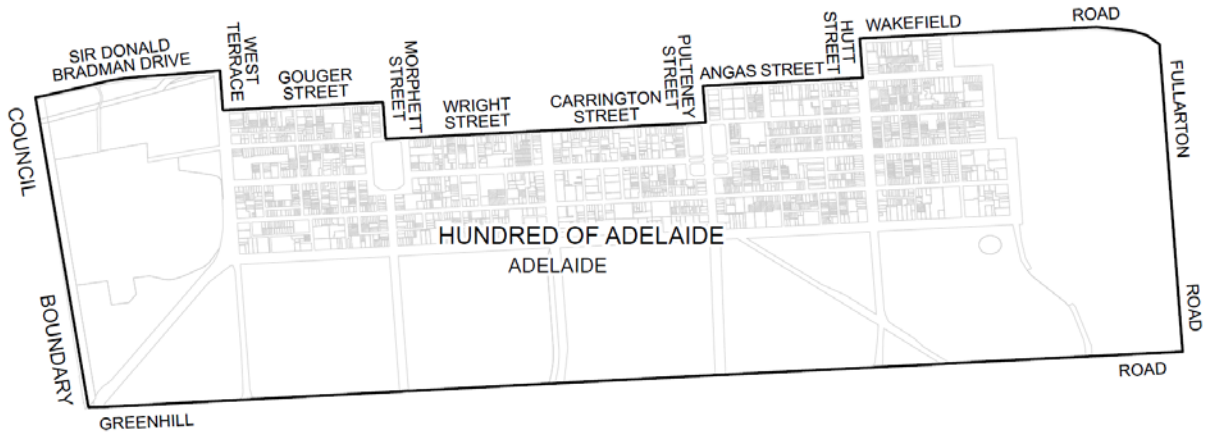 SIR DONALD
BRADMAN DRIVE
WEST
TERRACE
GOUGER
STREET
MORPHETT
STREET
WRIGHT
STREET
CARRINGTON
STREET
PULTENEY
STREET
ANGAS STREET
HUTT
STREET
WAKEFIELD
ROAD
FULLARTON
ROAD
COUNCIL
BOUNDARY
HUNDRED OF ADELAIDE
ADELAIDE
GREENHILL
ROAD